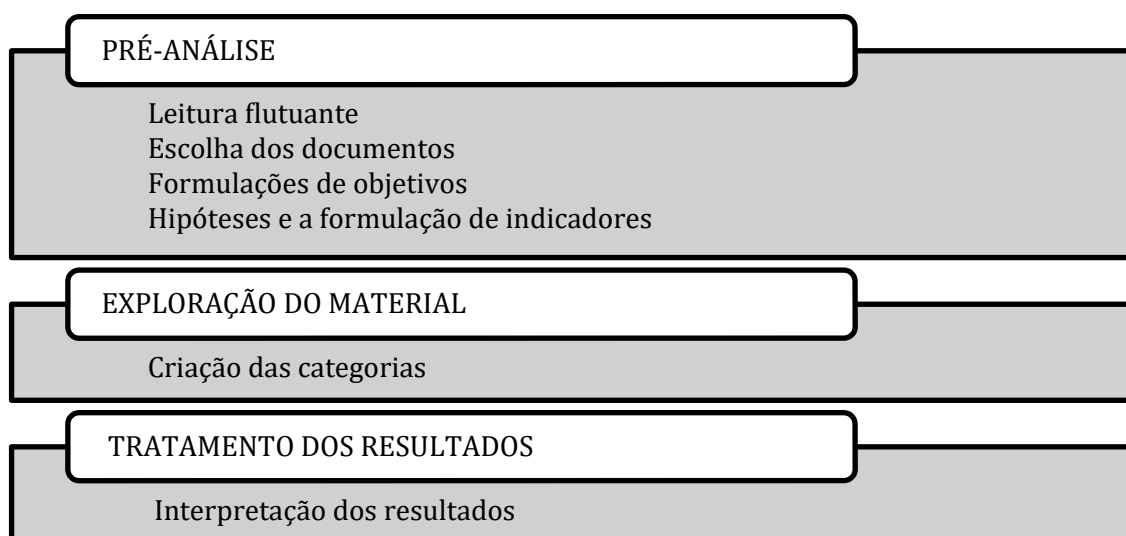 PRÉ-ANÁLISE
Leitura flutuante
Escolha dos documentos
Formulações de objetivos
Hipóteses e a formulação de indicadores
EXPLORAÇÃO DO MATERIAL
Criação das categorias
TRATAMENTO DOS RESULTADOS
Interpretação dos resultados